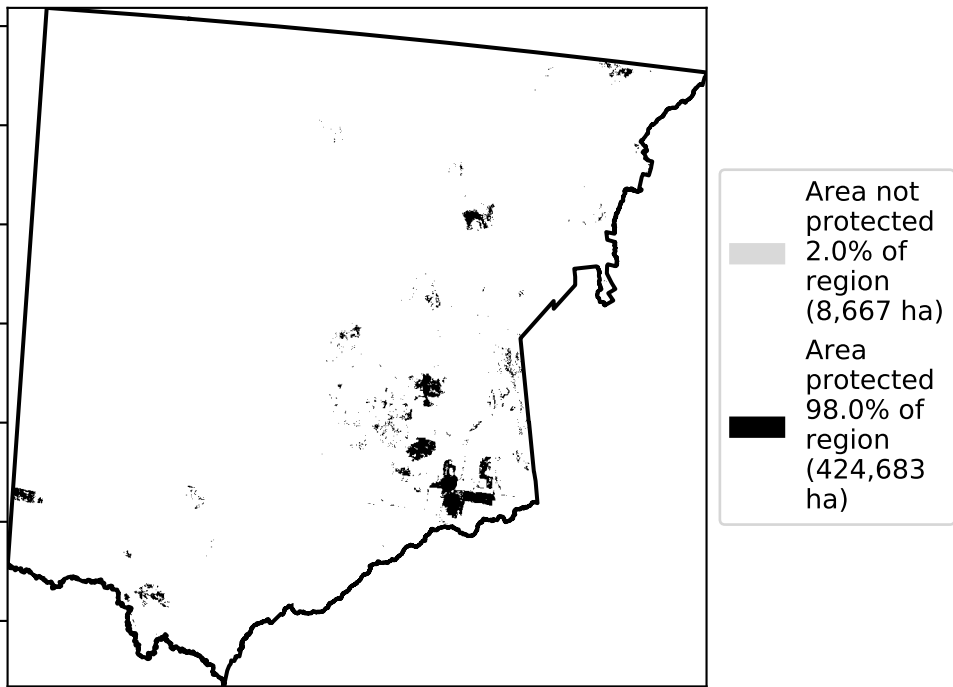 Area not
protected
2.0% of
region
(8,667 ha)
Area
protected
98.0% of
region
(424,683
ha)